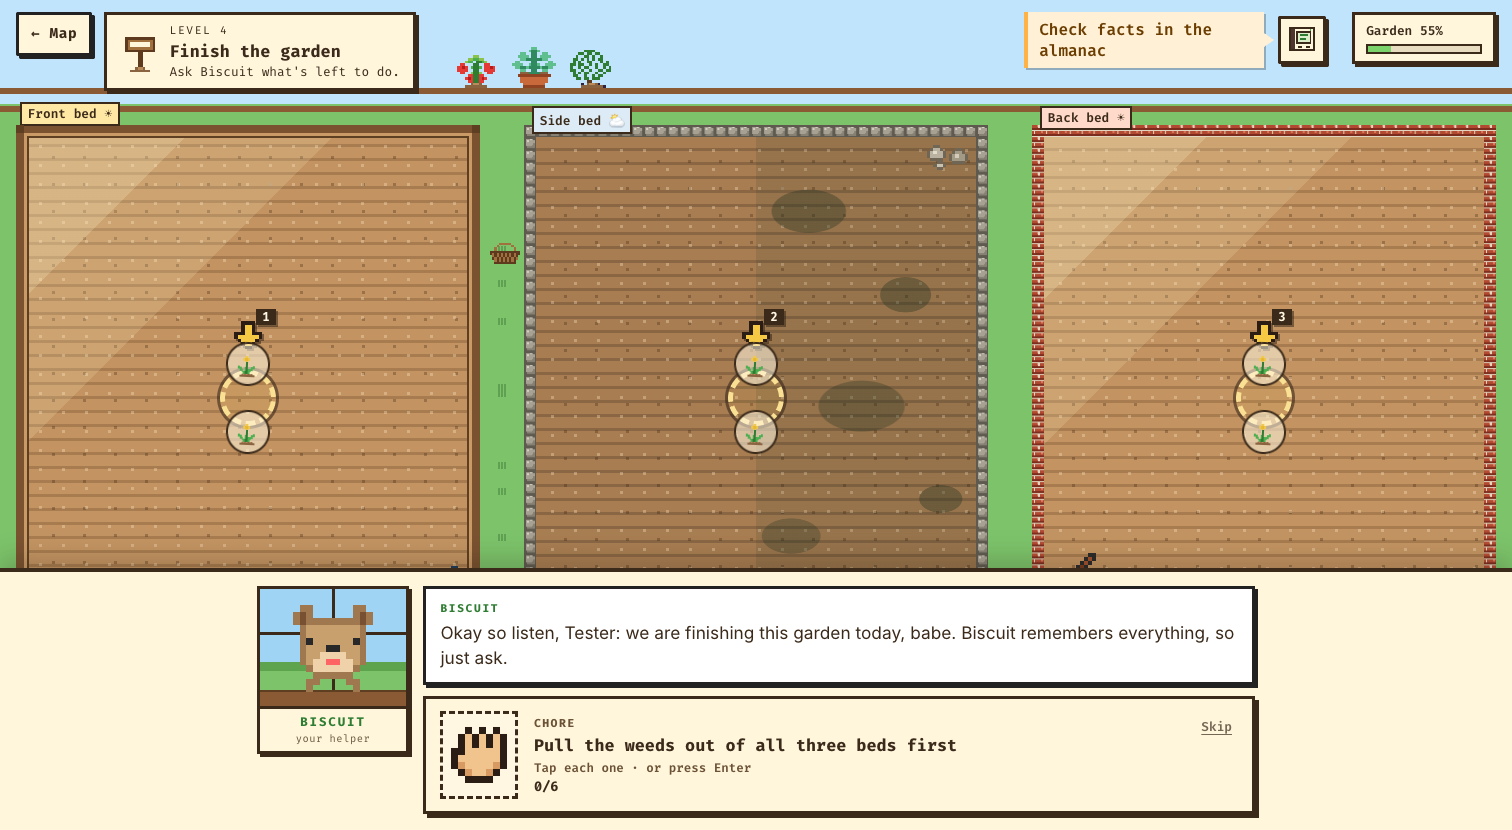 ← Map
LEVEL 4
Finish the garden
Ask Biscuit what's left to do.
Check facts in the
almanac
Garden 55%
Front bed ☀
Side bed ⛅
Back bed ☀
1
2
3
BISCUIT
Okay so listen, Tester: we are finishing this garden today, babe. Biscuit remembers everything, so
just ask.
BISCUIT
your helper
CHORE
Pull the weeds out of all three beds first
Tap each one · or press Enter
0/6
Skip